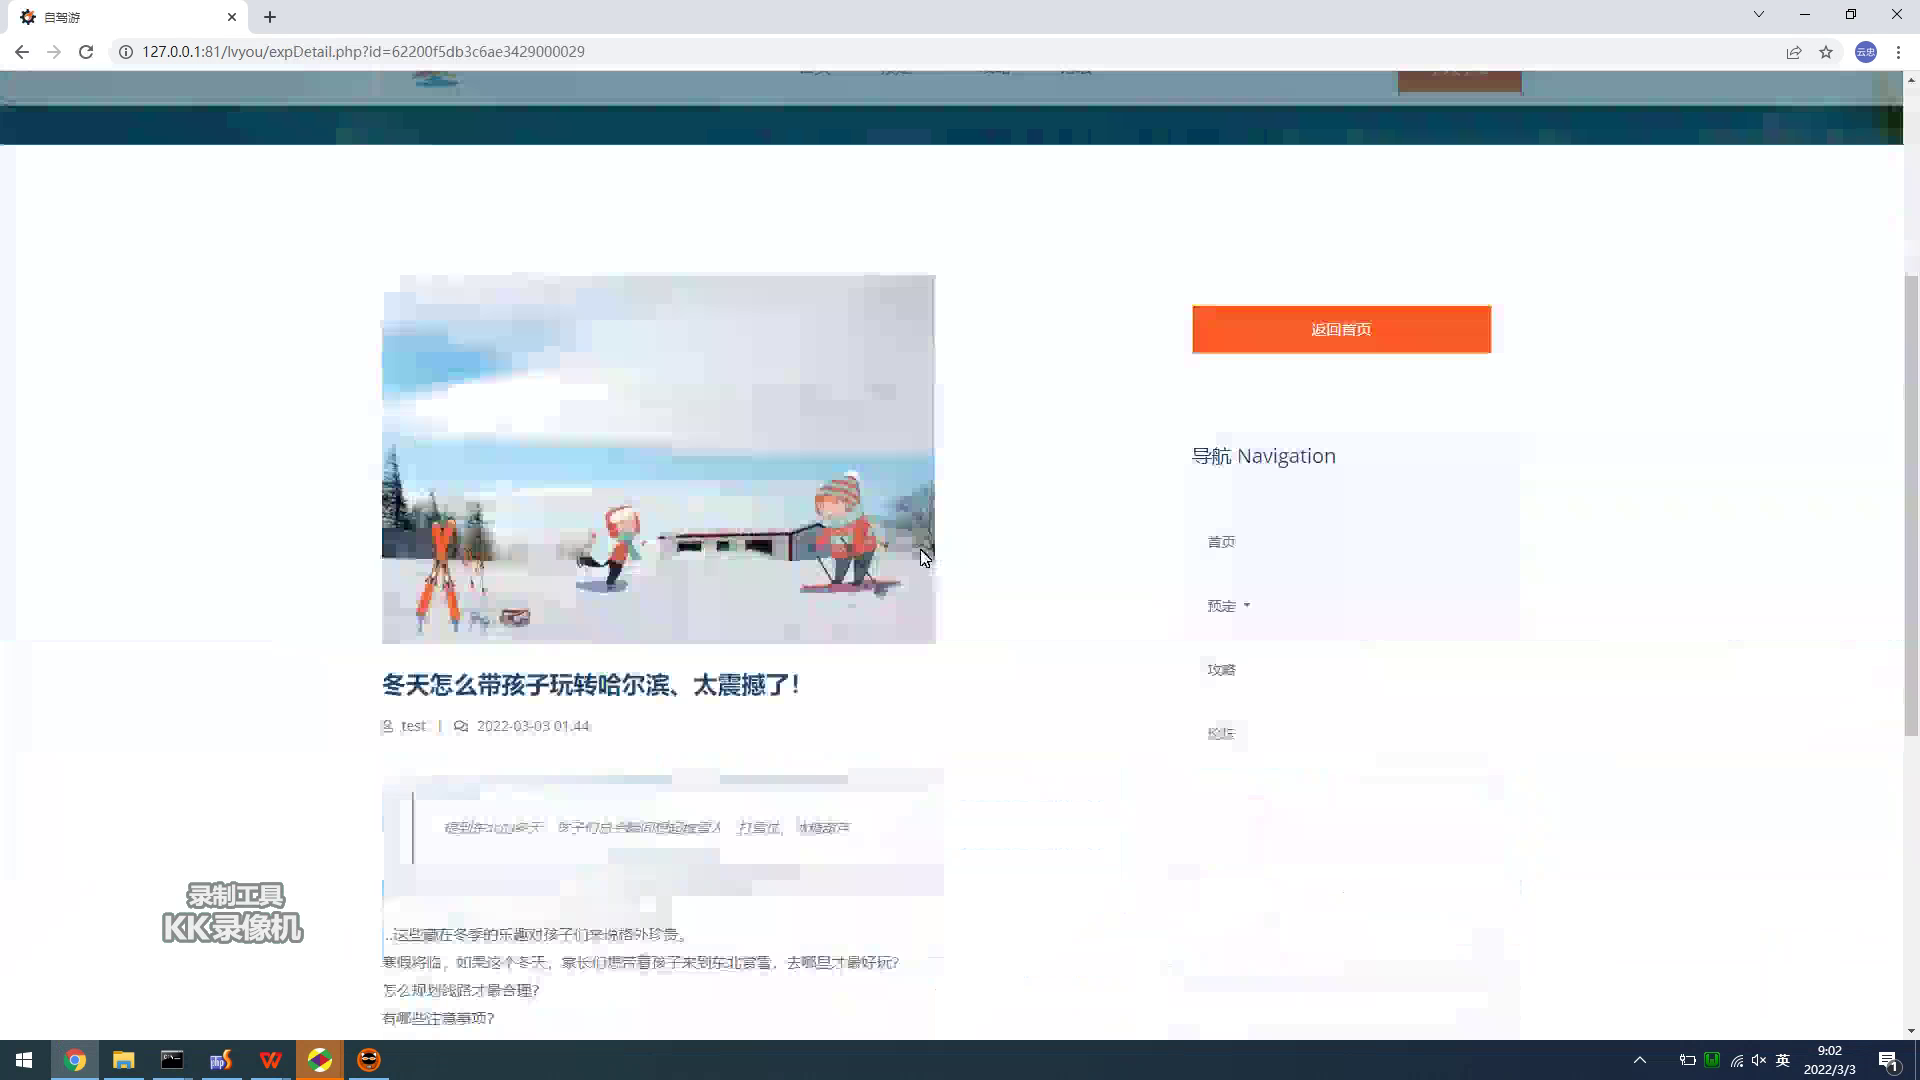 自驾游
127.0.0.1:81/lvyou/expDetail.php?id=62200f5db3c6ae3429000029
云忠
返回首页
导航 Navigation
首页
预定
攻略
论坛
冬天怎么带孩子玩转哈尔滨、太震撼了！
test | 2022-03-03 01:44
...这些藏在冬季的乐趣对孩子们来说格外珍贵。
寒假将临，如果这个冬天，家长们想带着孩子来到东北赏雪，去哪里才最好玩?
怎么规划线路才最合理?
有哪些注意事项?
录制工具
KK录像机
英
9:02
2022/3/3
1